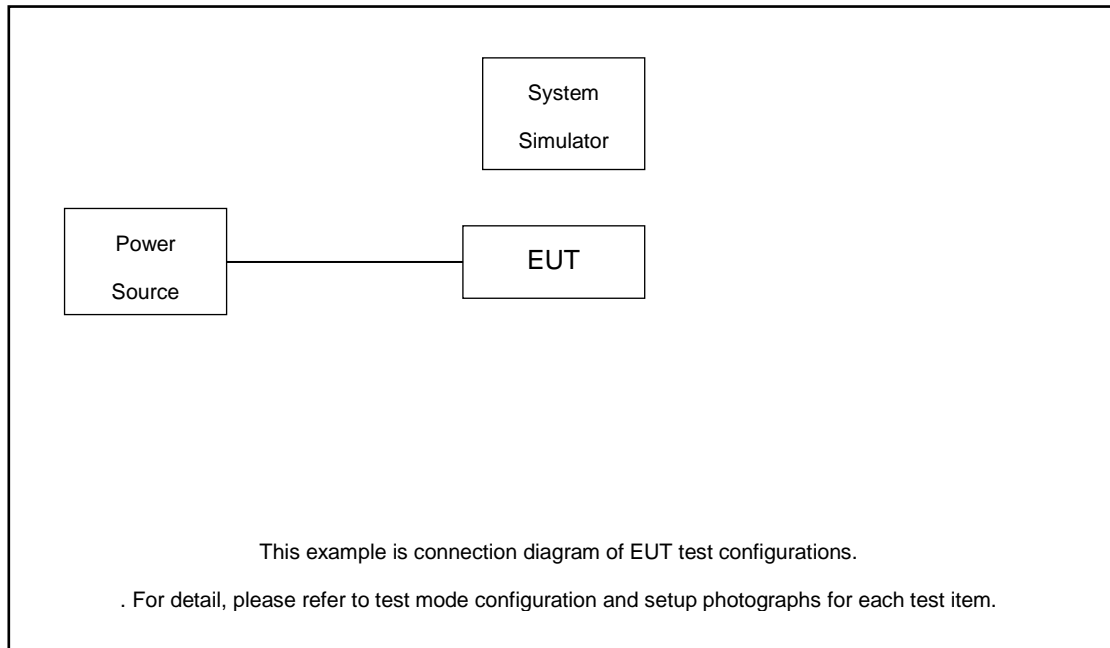 System
Simulator
Power
Source
EUT
This example is connection diagram of EUT test configurations.
. For detail, please refer to test mode configuration and setup photographs for each test item.